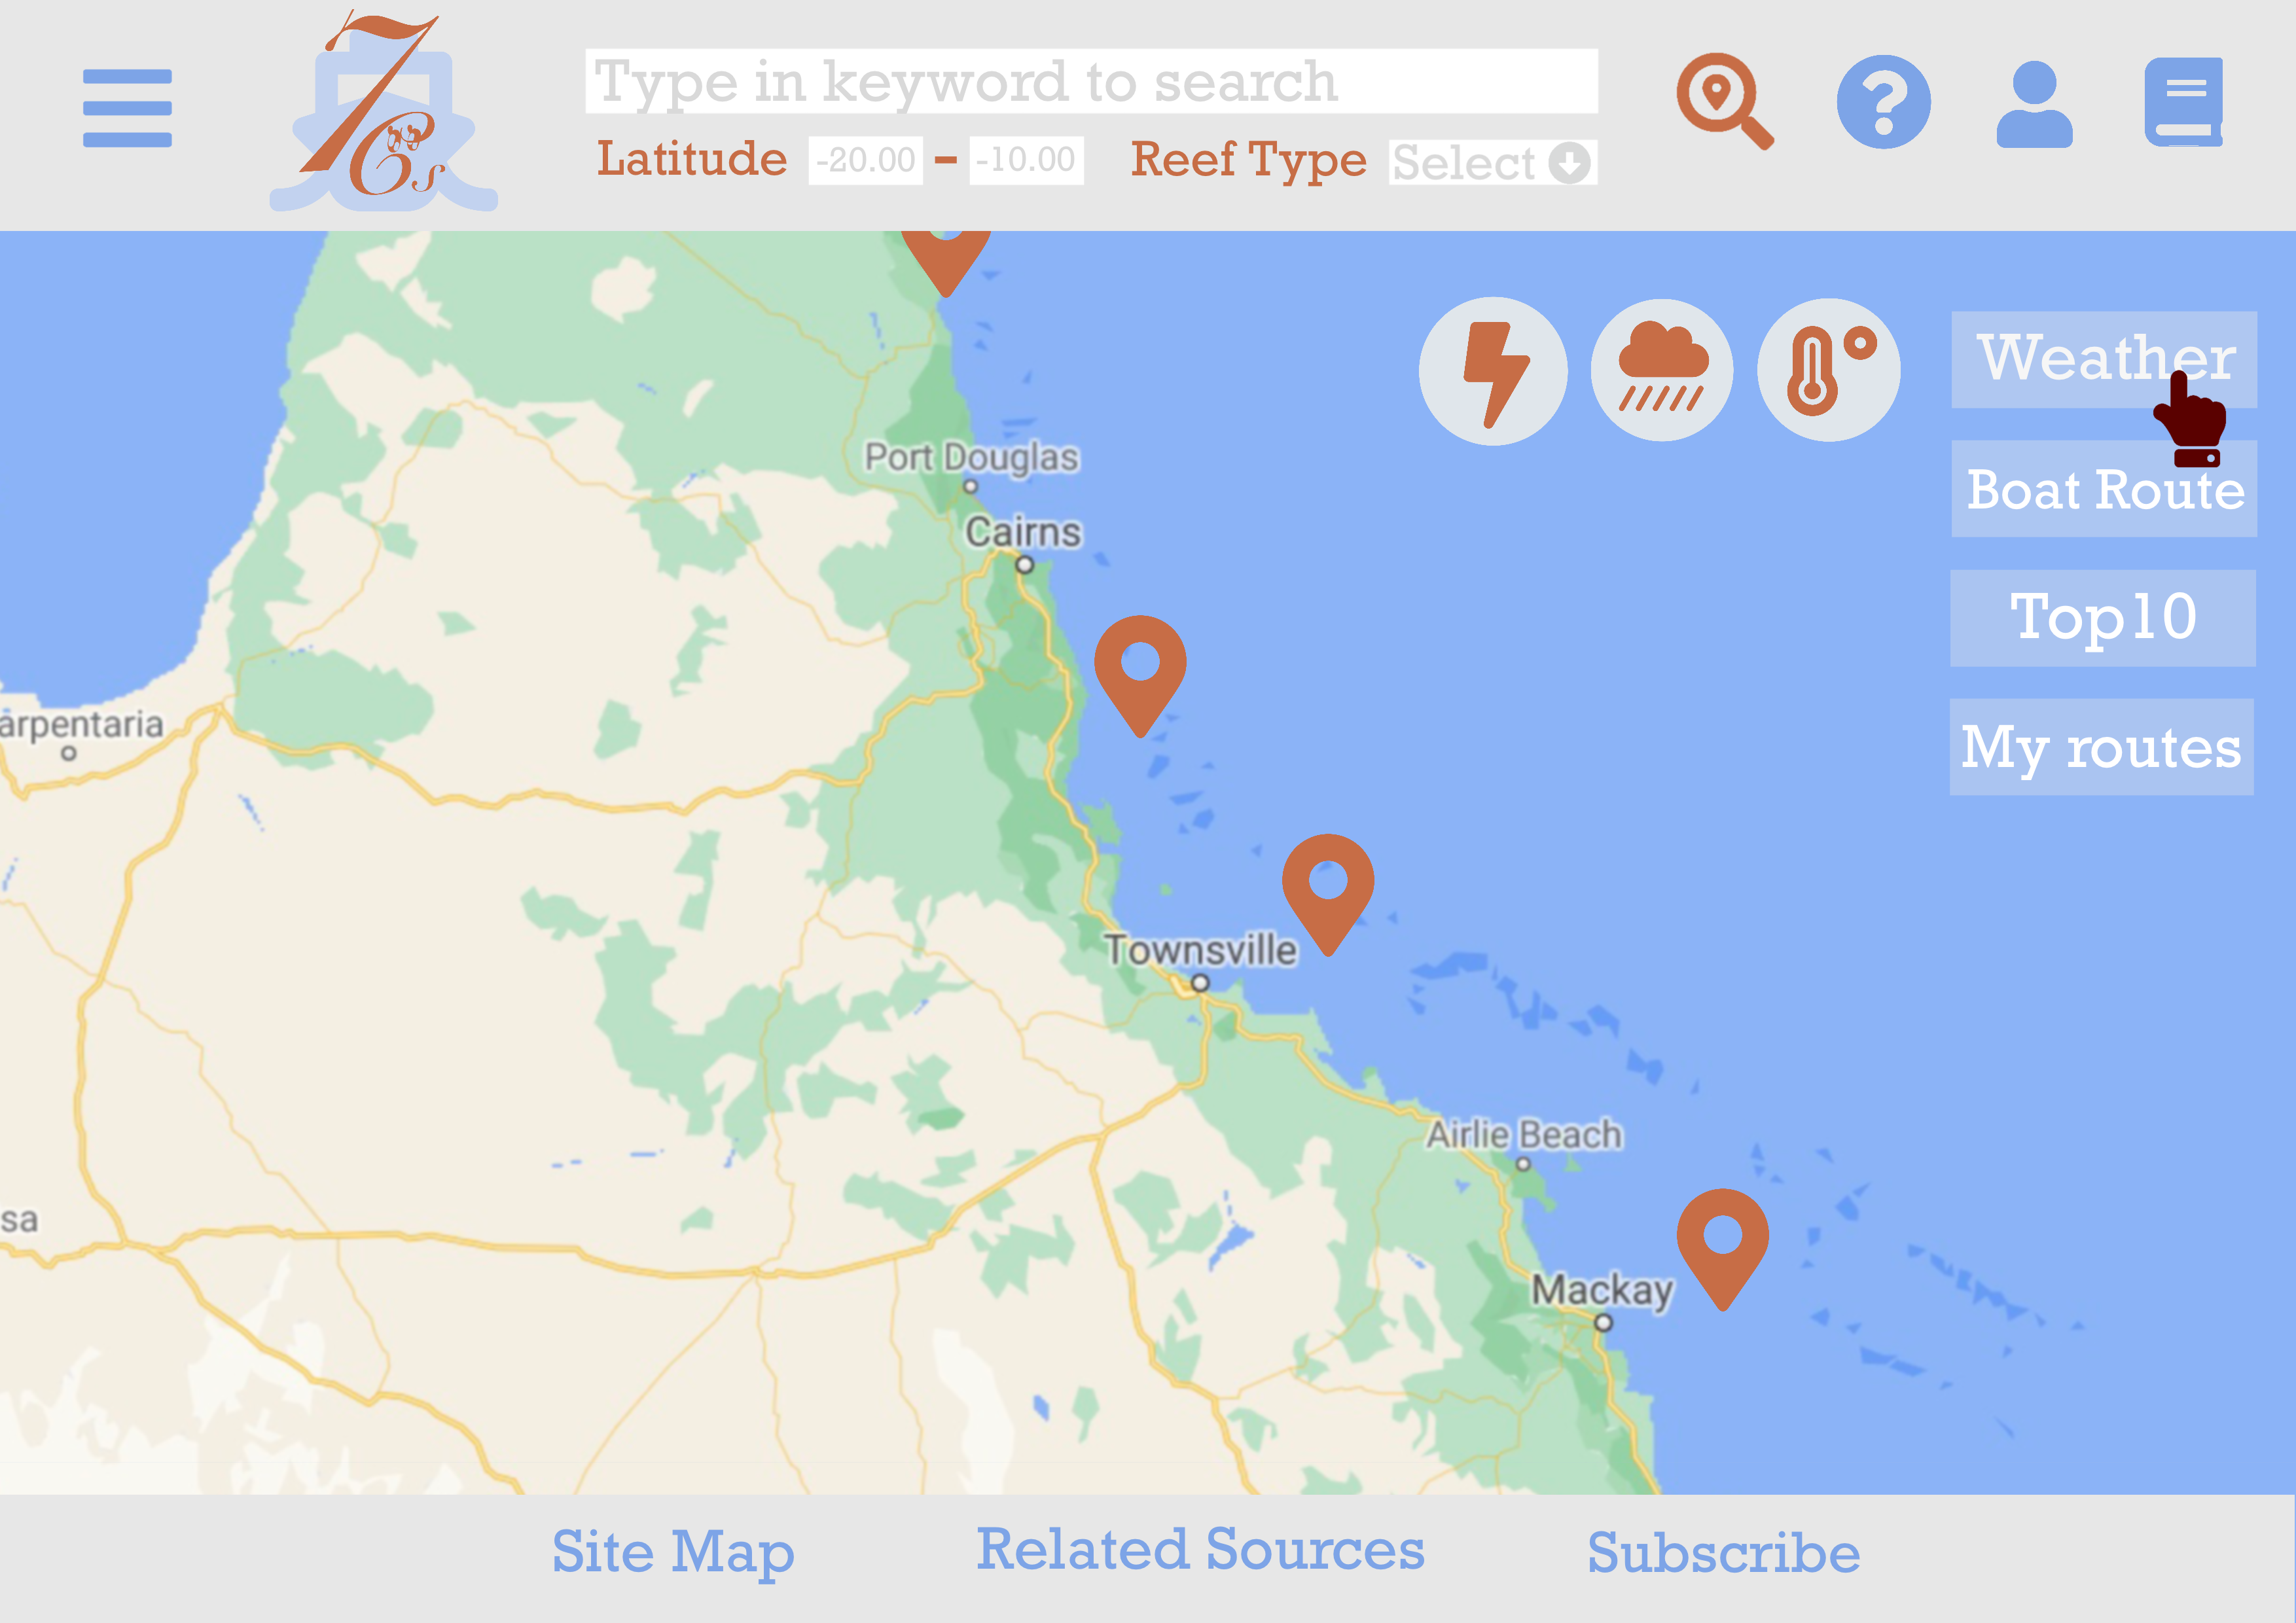 Type in keyword to search
Latitude -20.00 - -10.00 Reef Type Select
Weather
Boat Route
Top10
My routes
Port Douglas
Cairns
arpentaria
Townsville
Airlie Beach
sa
Mackay
Site Map Related Sources Subscribe